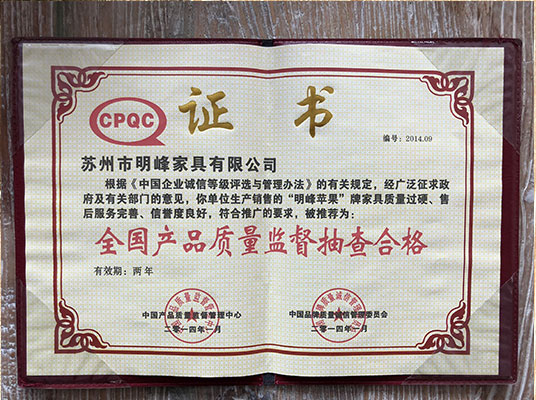 CPQC
证 书
编号：2014.09
苏州市明峰家具有限公司
根据《中国企业诚信等级评选与管理办法》的有关规定，经广泛征求政
府及有关部门的意见，你单位生产销售的“明峰苹果”牌家具质量过硬、售
后服务完善、信誉度良好，符合推广的要求，被推荐为：
全国产品质量监督抽查合格
有效期：两年
中国产品质量监督管理中心
二零一四年一月
中国品牌质量诚信管理委员会
二零一四年一月